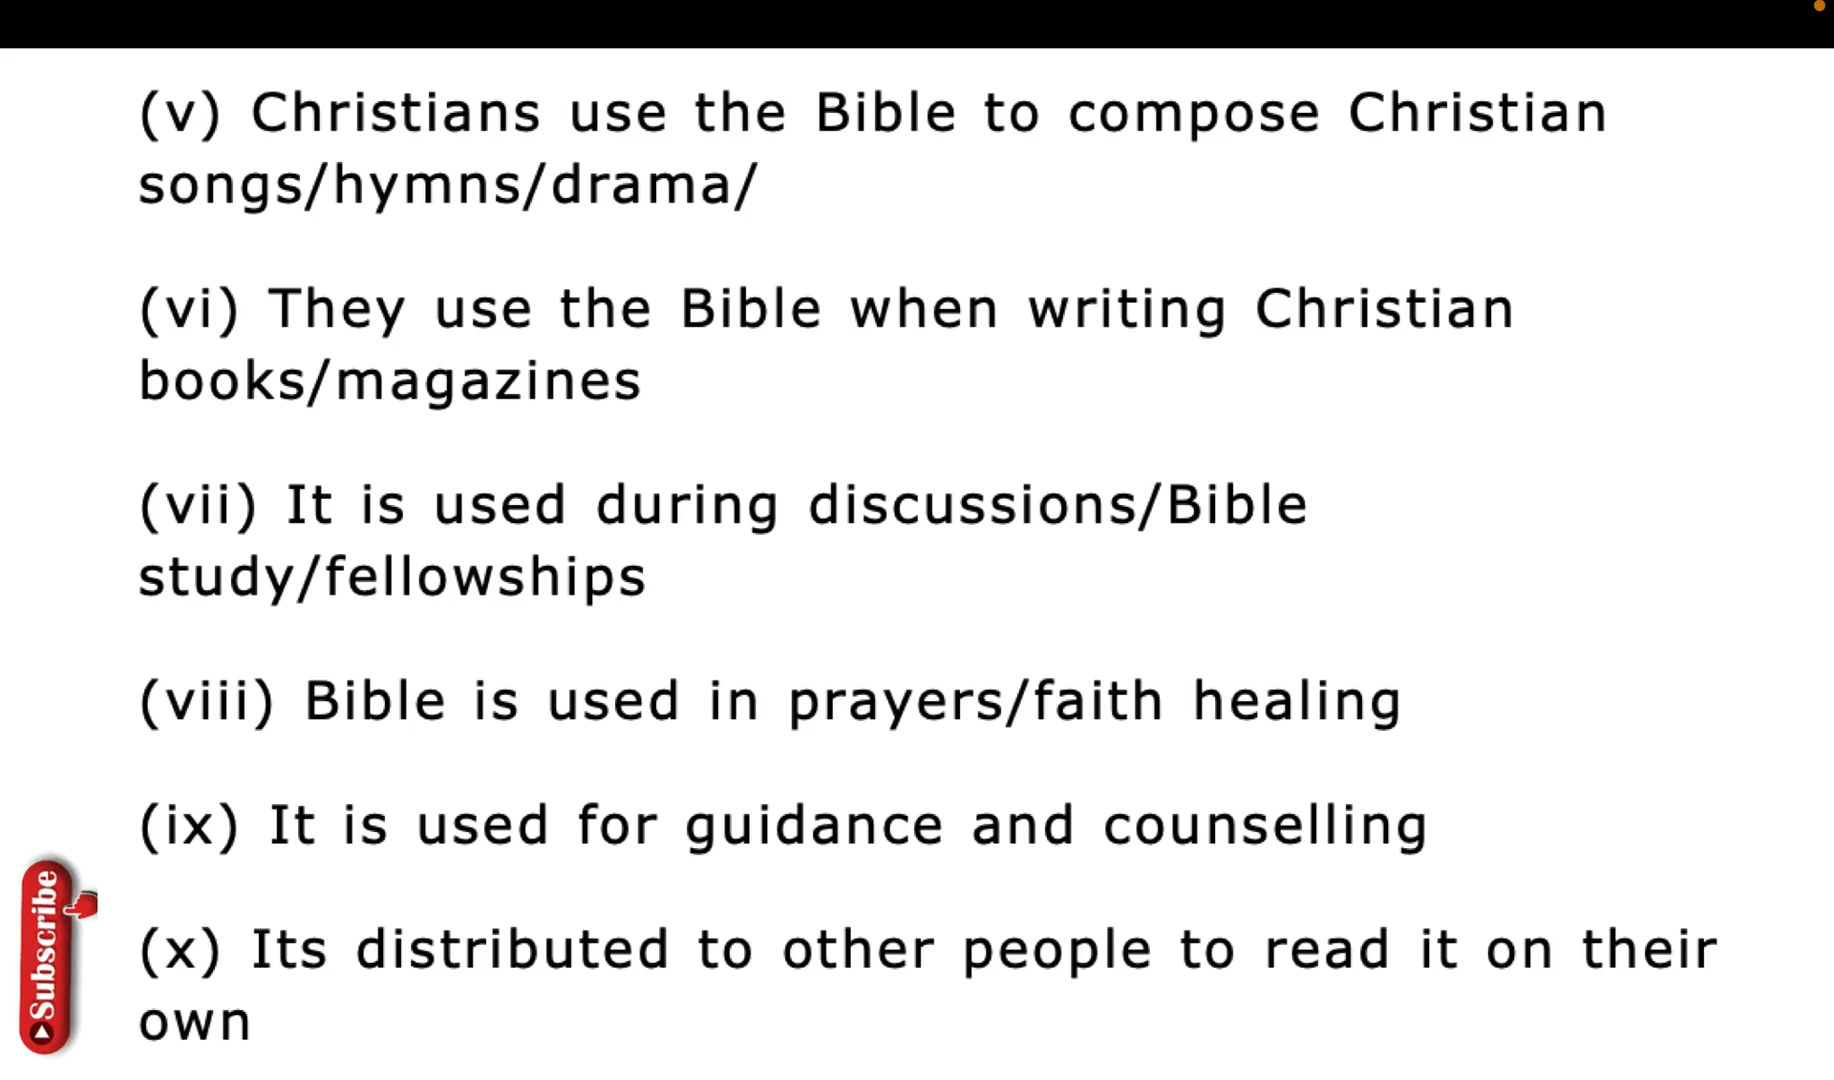 (v) Christians use the Bible to compose Christian
songs/hymns/drama/
(vi) They use the Bible when writing Christian
books/magazines
(vii) It is used during discussions/Bible
study/fellowships
(viii) Bible is used in prayers/faith healing
(ix) It is used for guidance and counselling
(x) Its distributed to other people to read it on their
own
Subscribe